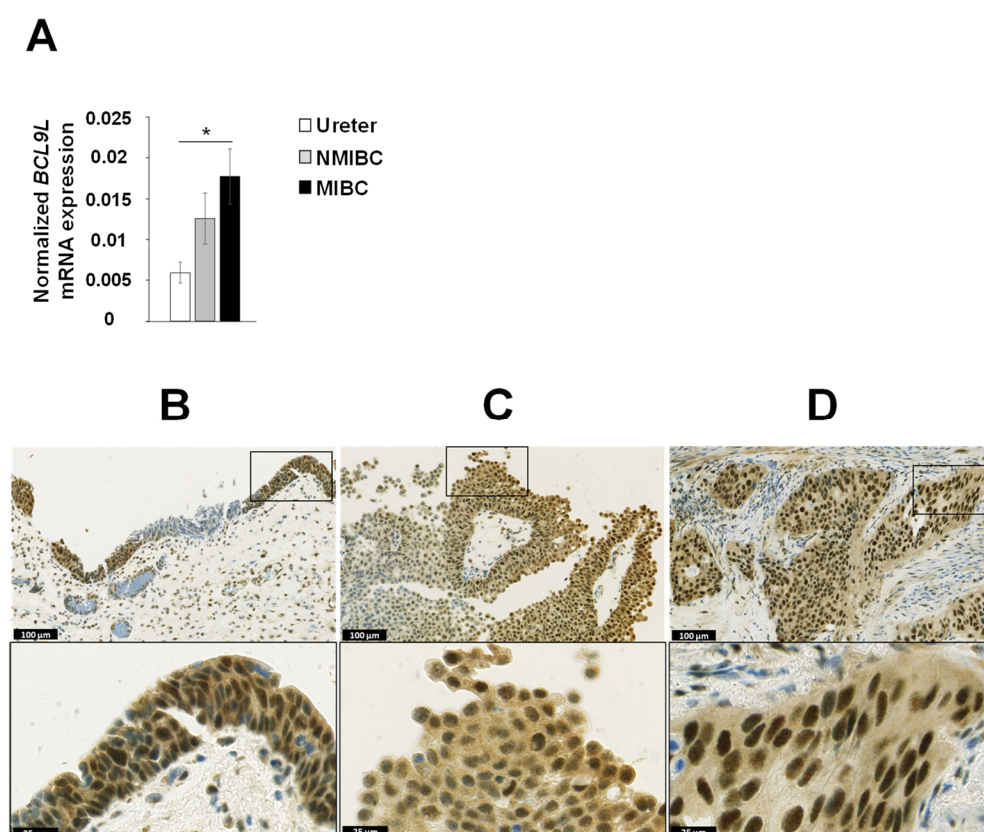 A
Normalized BCL9L
mRNA expression
0.025
0.02
0.015
0.01
0.005
0
*
Ureter
NMIBC
MIBC
B
C
D
100 µm
100 µm
100 µm
25 µm
25 µm